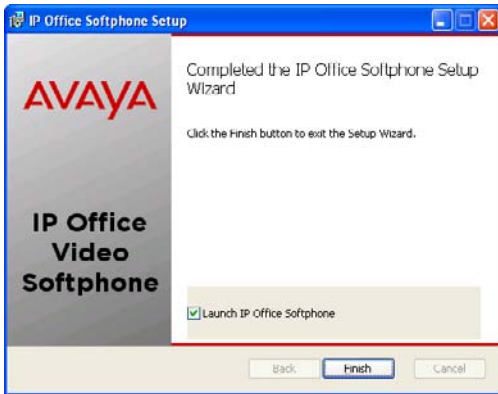 IP Office Softphone Setup
AVAYA
IP Office
Video
Softphone
Completed the IP Office Softphone Setup
Wizard
Click the Finish button to exit the Setup Wizard.
Launch IP Office Softphone
Back
Finish
Cancel